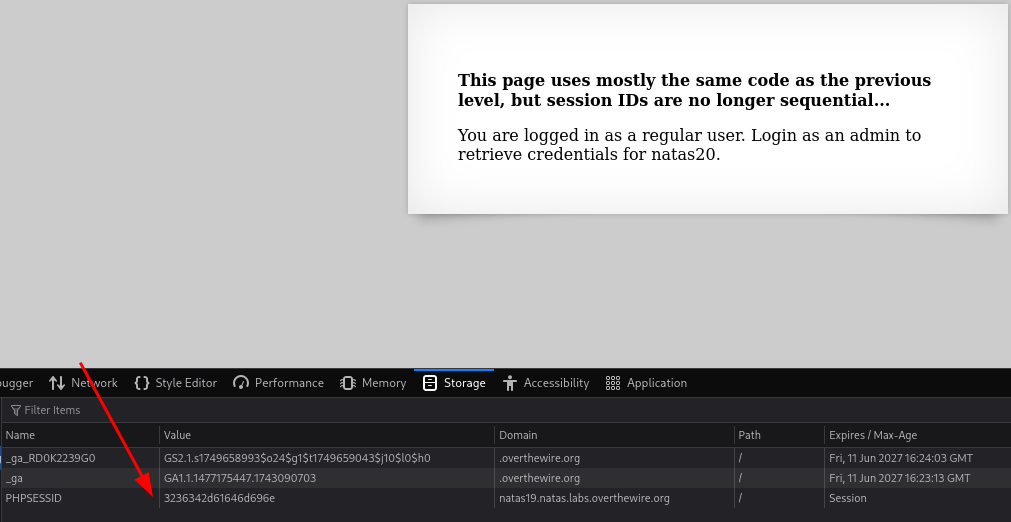 This page uses mostly the same code as the previous
level, but session IDs are no longer sequential...
You are logged in as a regular user. Login as an admin to
retrieve credentials for natas20.
bugger Network Style Editor Performance Memory Storage Accessibility Application
Filter Items
Name Value Domain Path Expires / Max-Age
_ga_RD0K2239G0 GS2.1.s1749658993$o24$g1$t1749659043$j10$l0$h0 .overthewire.org / Fri, 11 Jun 2027 16:24:03 GMT
_ga GA1.1.1477175447.1743090703 .overthewire.org / Fri, 11 Jun 2027 16:23:13 GMT
PHPSESSID 3236342d61646d696e natas19.natas.labs.overthewire.org / Session